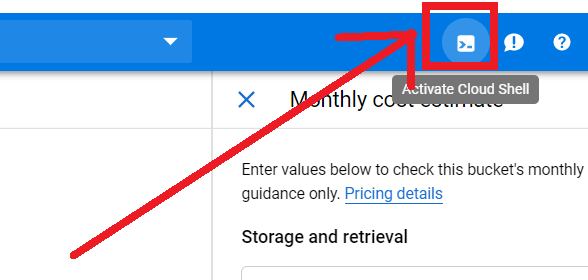 Activate Cloud Shell
Monthly cost estimate
Enter values below to check this bucket's monthly
guidance only. Pricing details
Storage and retrieval